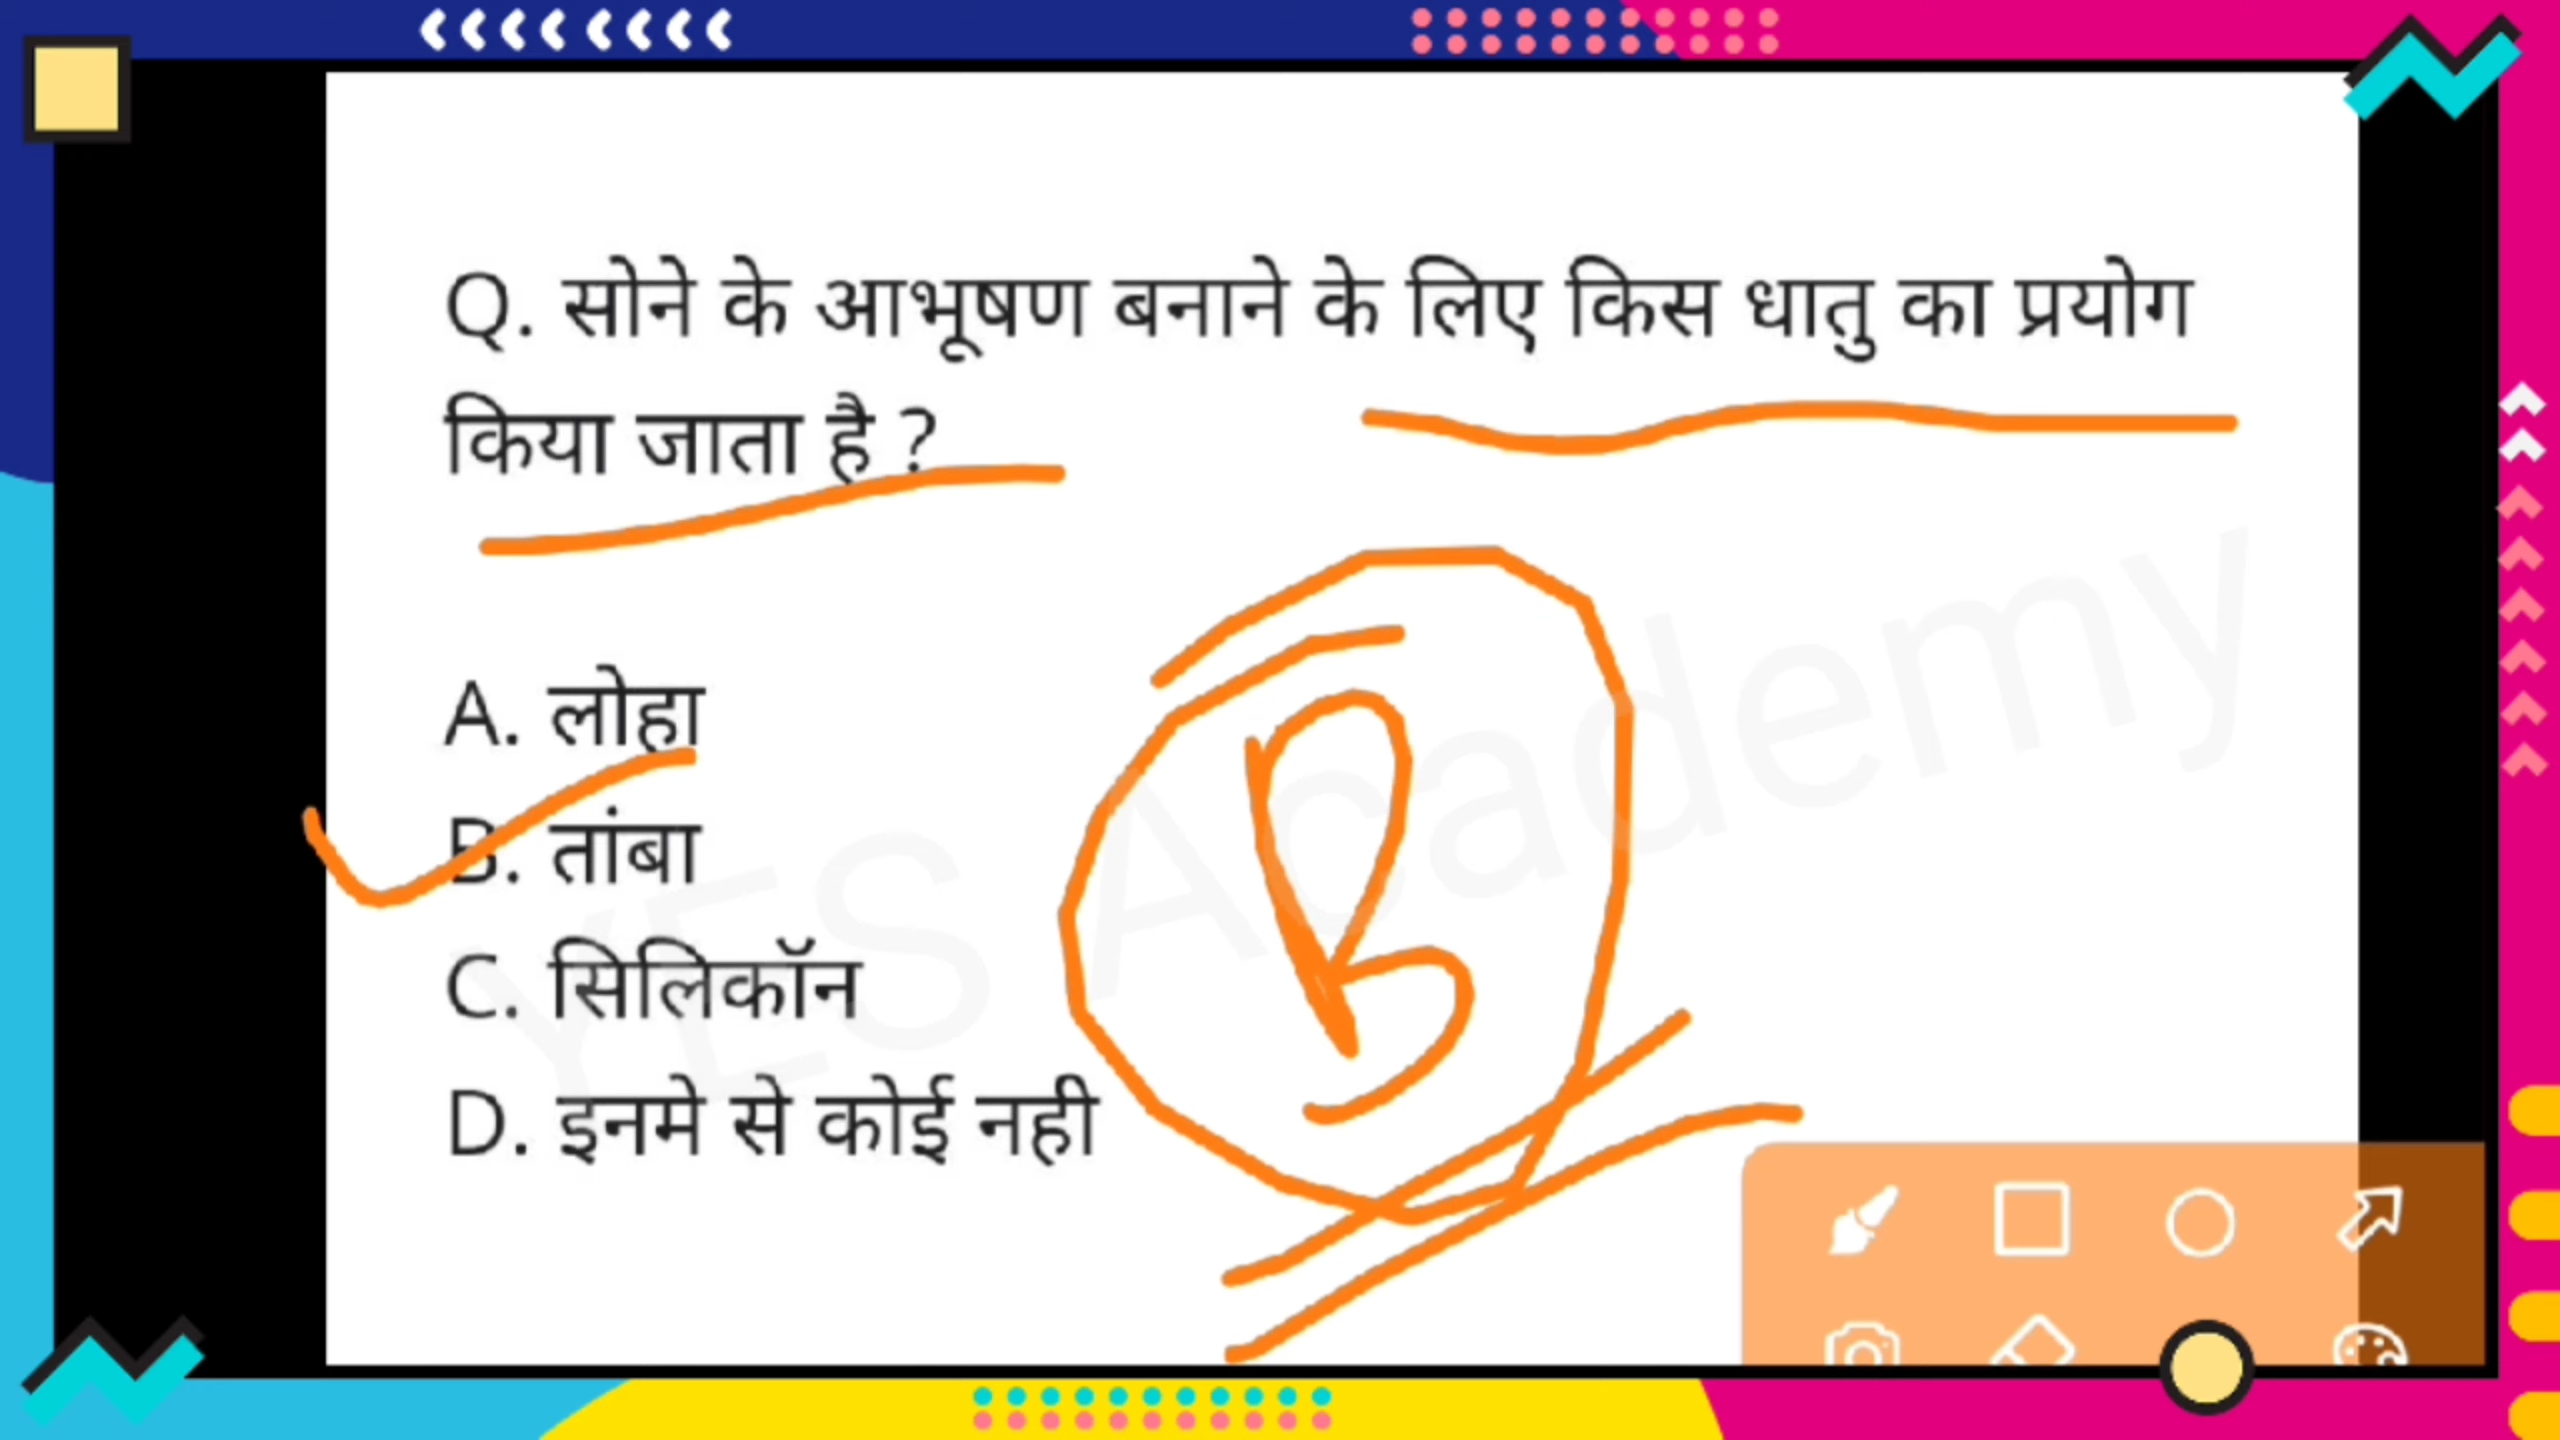 Q. सोने के आभूषण बनाने के लिए किस धातु का प्रयोग
किया जाता है ?
A. लोहा
B. तांबा
C. सिलिकॉन
D. इनमे से कोई नही
B
YES Academy